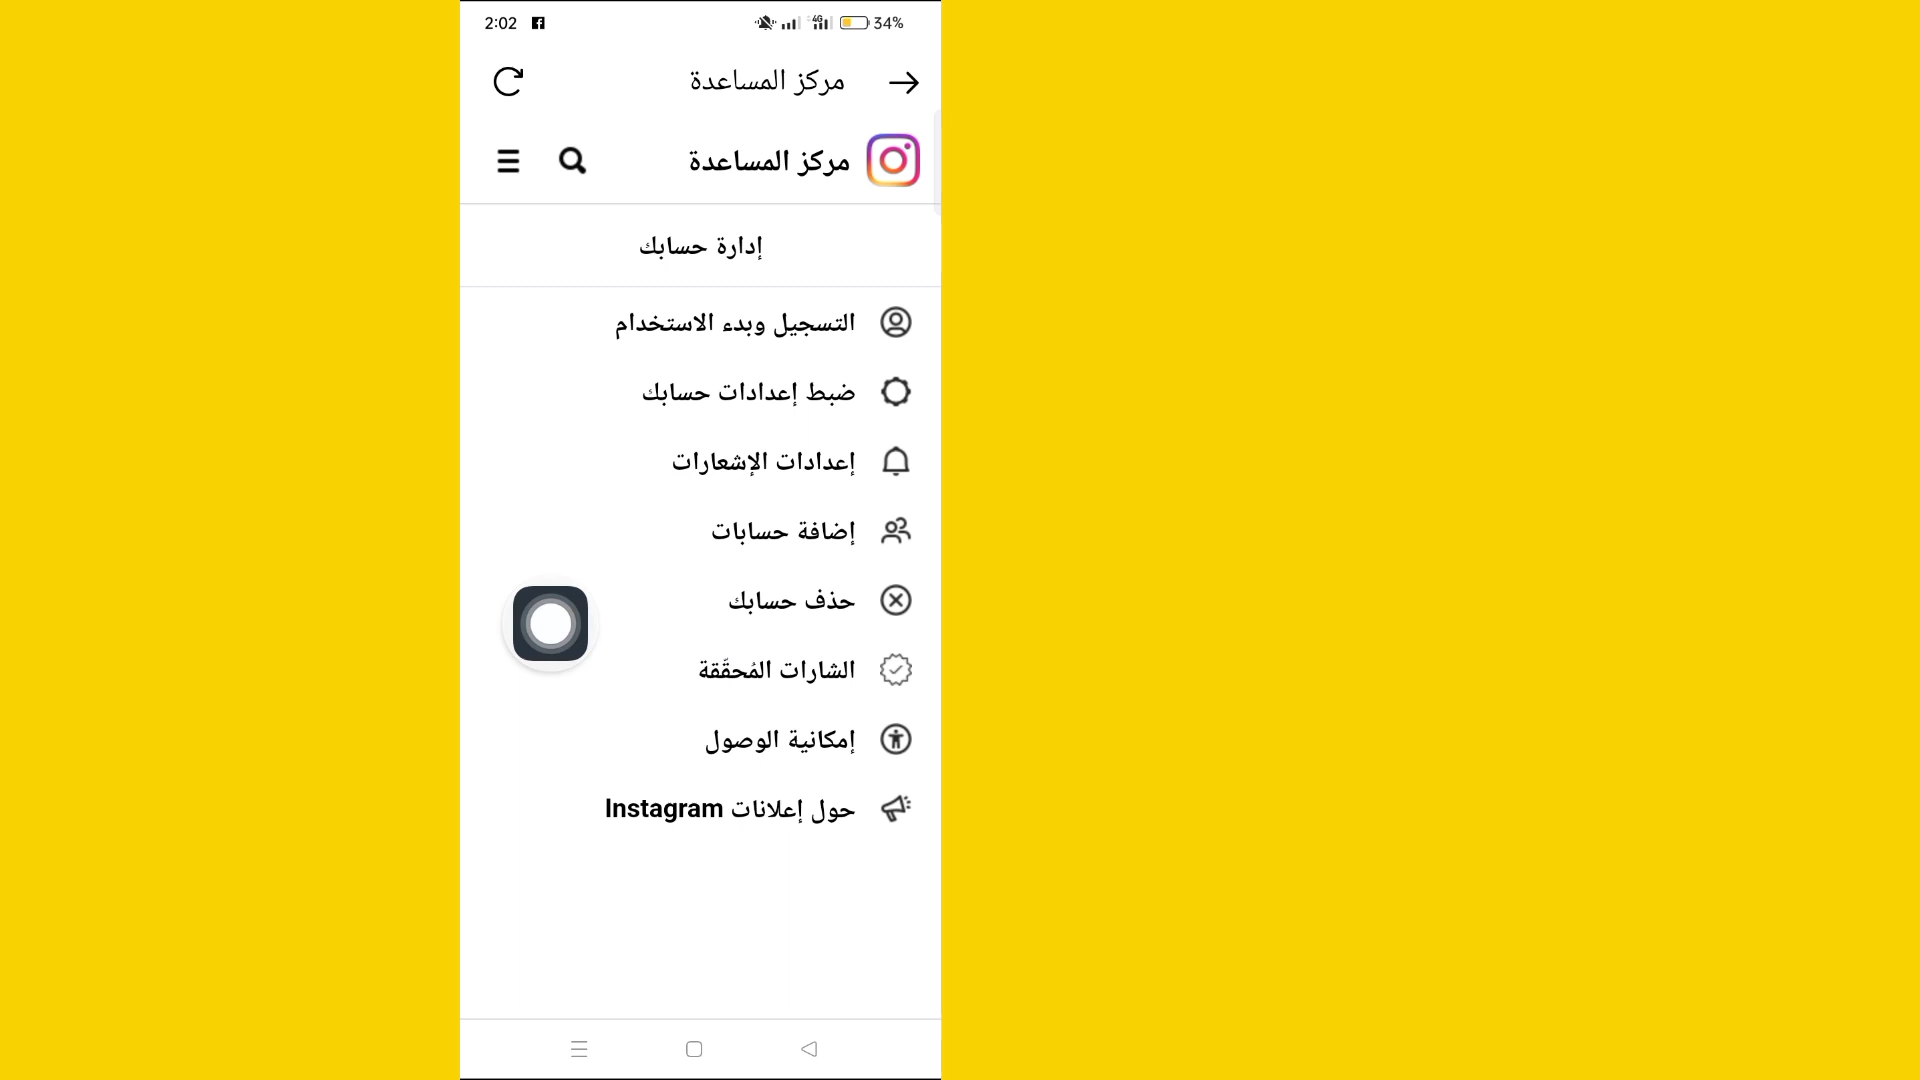 2:02 4G 34%
مركز المساعدة
مركز المساعدة
إدارة حسابك
التسجيل وبدء الاستخدام
ضبط إعدادات حسابك
إعدادات الإشعارات
إضافة حسابات
حذف حسابك
الشارات المُحقَّقة
إمكانية الوصول
حول إعلانات Instagram